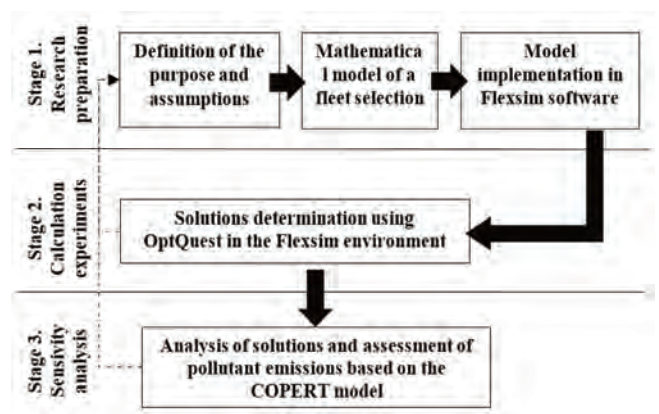 Stage 1.
Research
preparation
Definition of the
purpose and
assumptions
Mathematica
l model of a
fleet selection
Model
implementation in
Flexsim software
Stage 2.
Calculation
experiments
Solutions determination using
OptQuest in the Flexsim environment
Stage 3.
Sensivity
analysis
Analysis of solutions and assessment of
pollutant emissions based on the
COPERT model